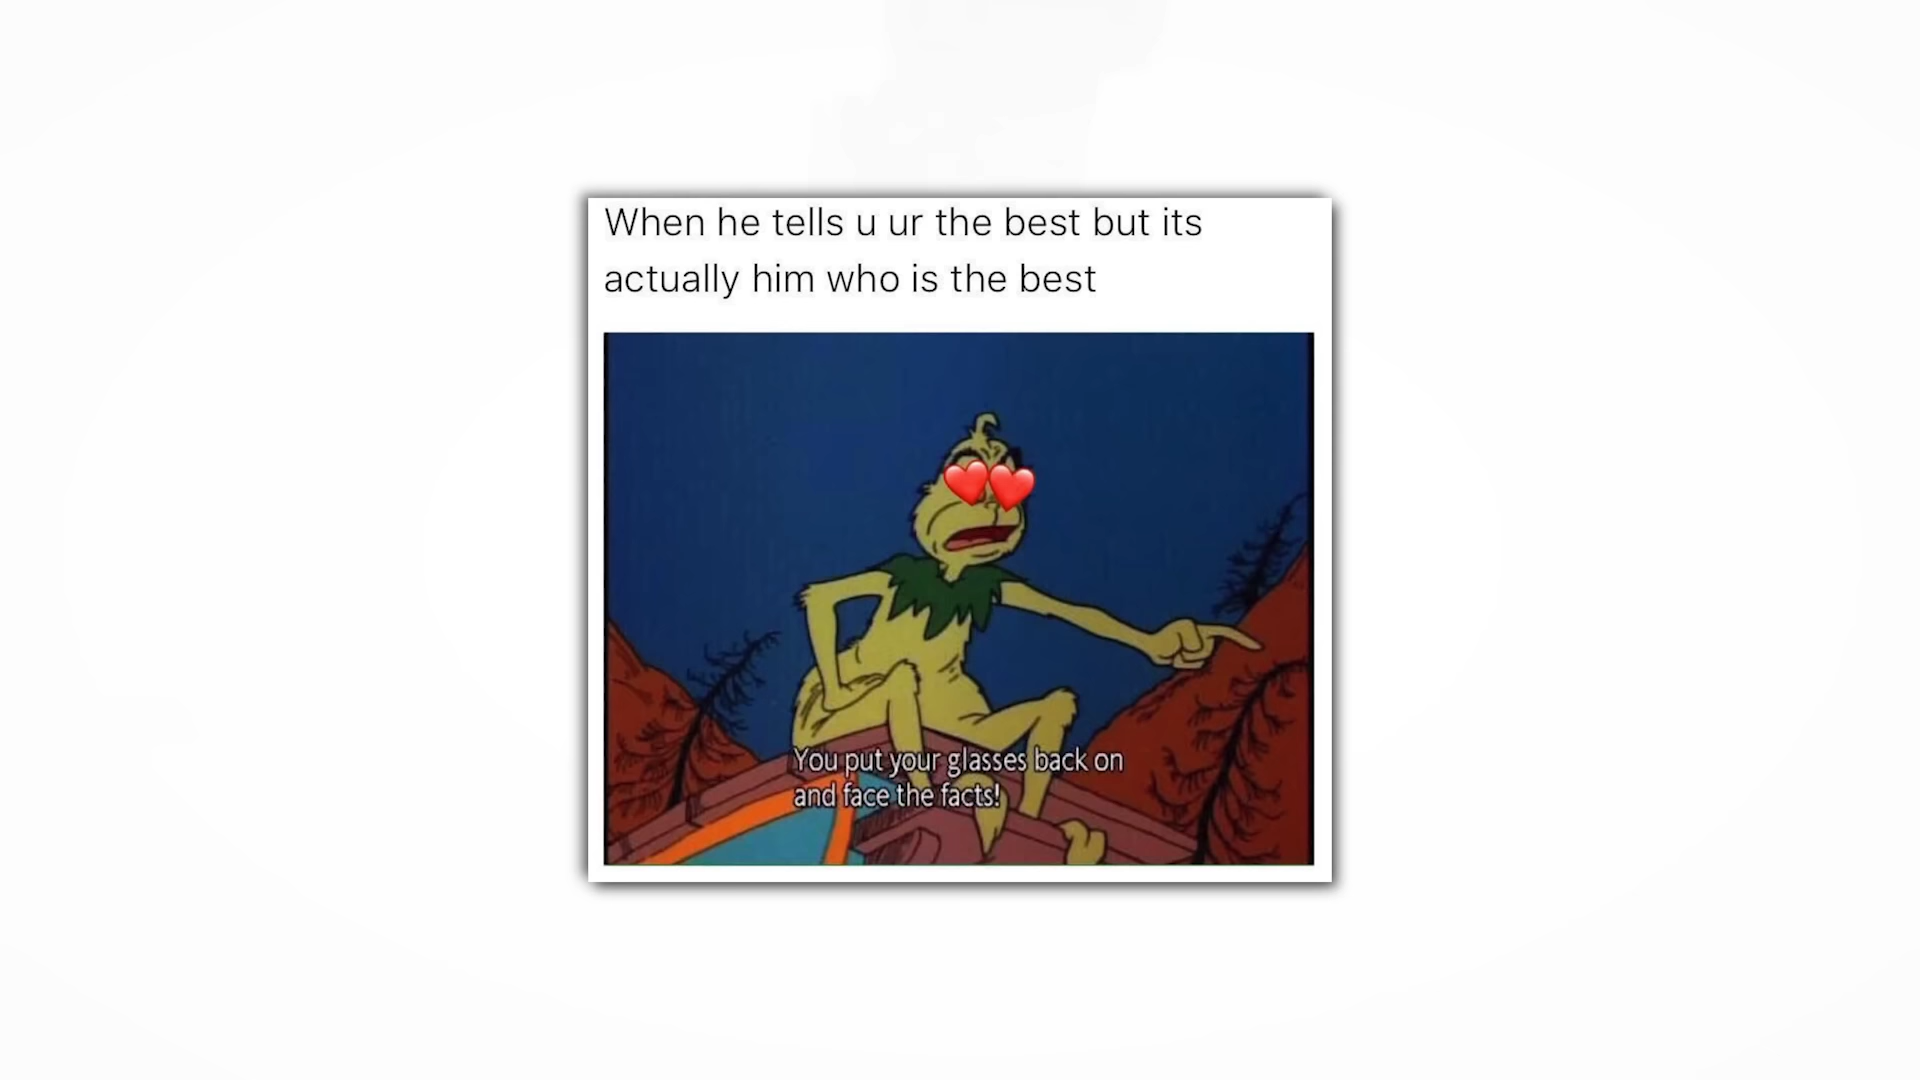 When he tells u ur the best but its
actually him who is the best
You put your glasses back on
and face the facts!